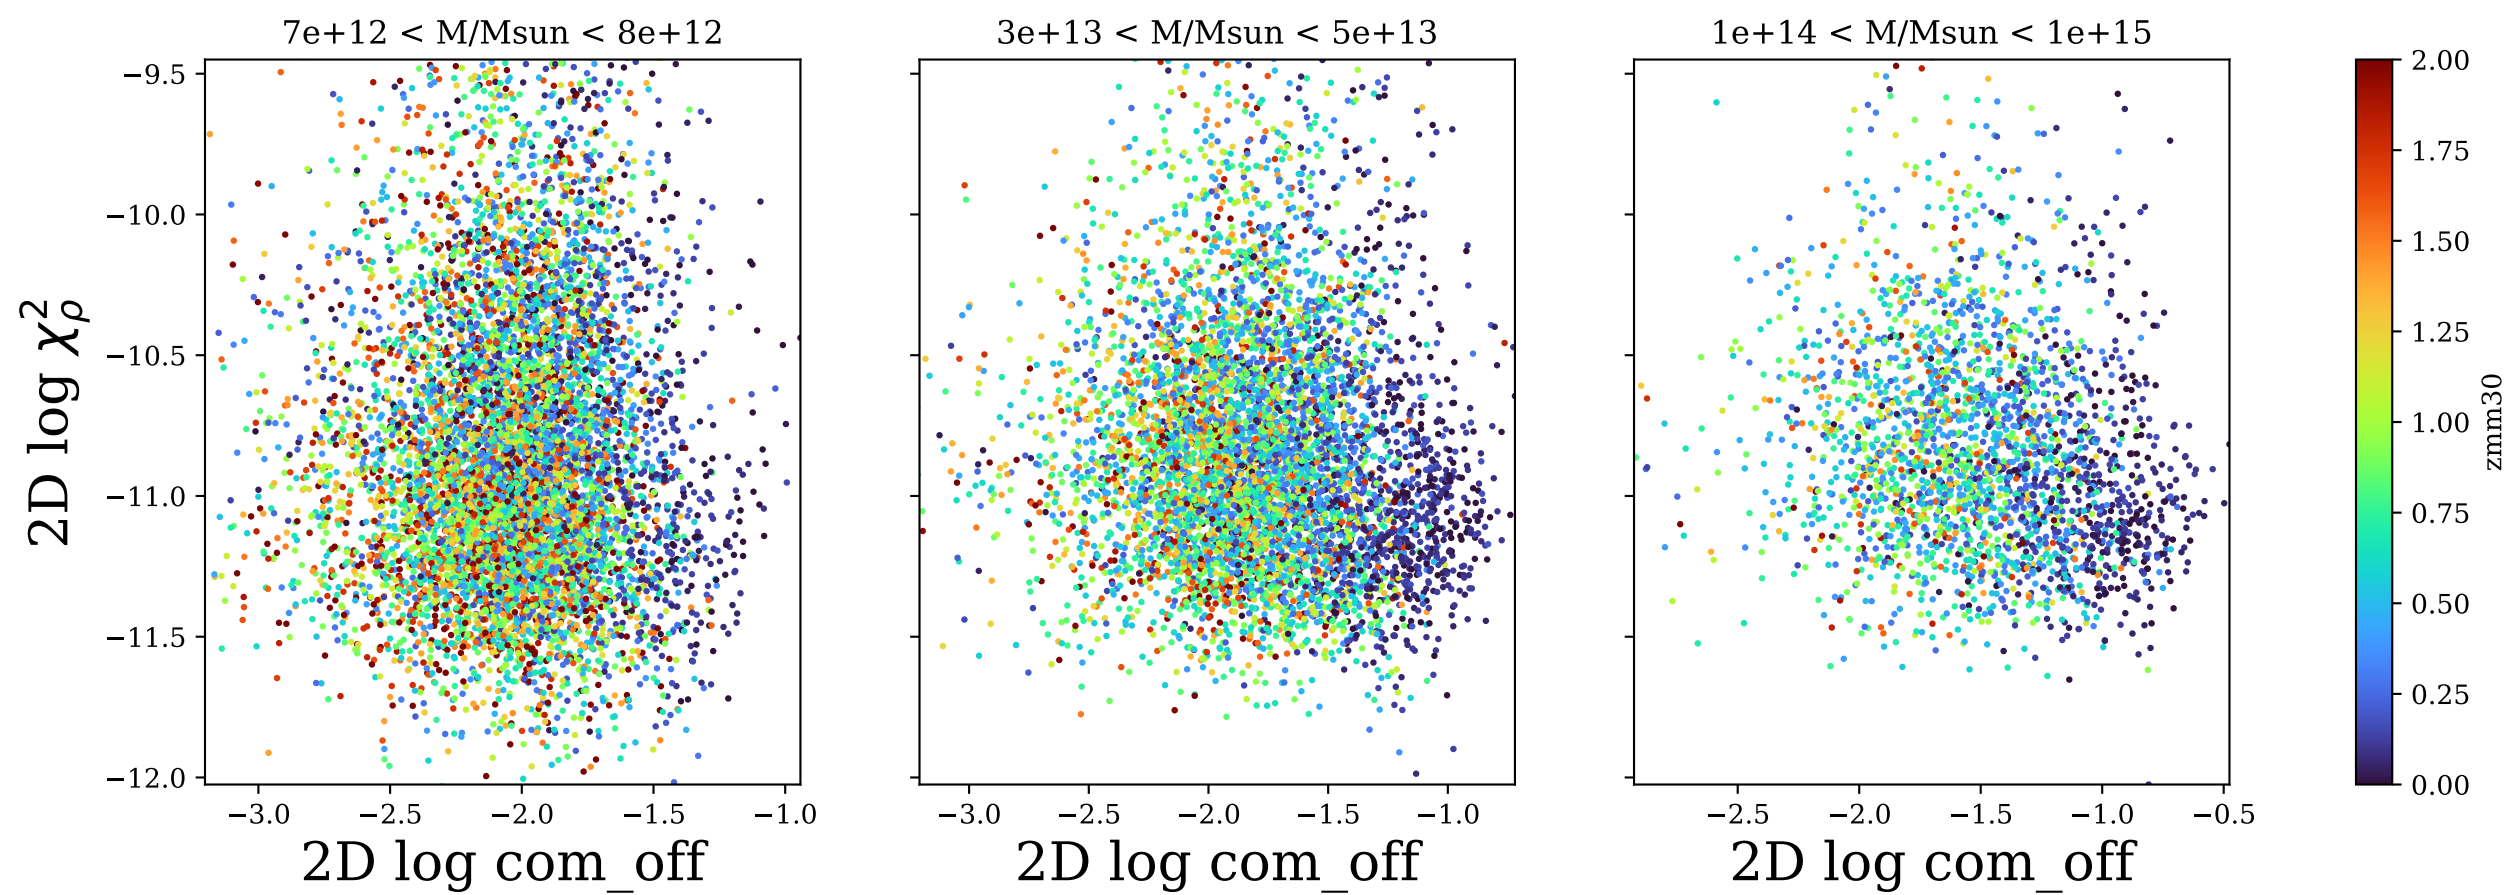 7e+12 < M/Msun < 8e+12
3e+13 < M/Msun < 5e+13
1e+14 < M/Msun < 1e+15
2D log χ²ᵨ
−9.5
−10.0
−10.5
−11.0
−11.5
−12.0
−3.0 −2.5 −2.0 −1.5 −1.0
2D log com_off
−3.0 −2.5 −2.0 −1.5 −1.0
2D log com_off
−2.5 −2.0 −1.5 −1.0 −0.5
2D log com_off
2.00
1.75
1.50
1.25
1.00
0.75
0.50
0.25
0.00
zmm30